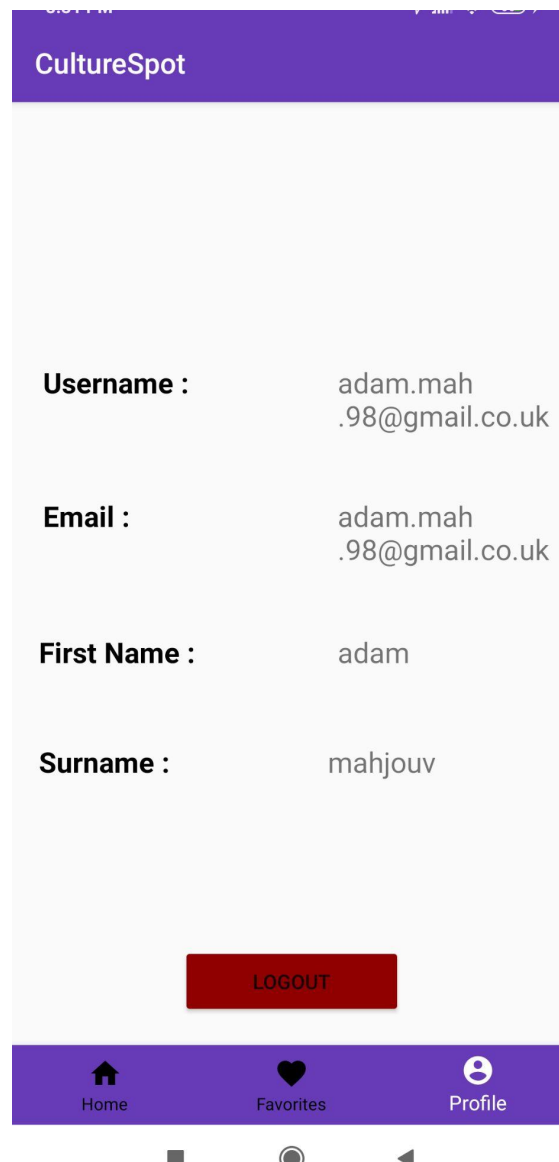 CultureSpot
Username : adam.mah
.98@gmail.co.uk
Email : adam.mah
.98@gmail.co.uk
First Name : adam
Surname : mahjouv
LOGOUT
Home Favorites Profile